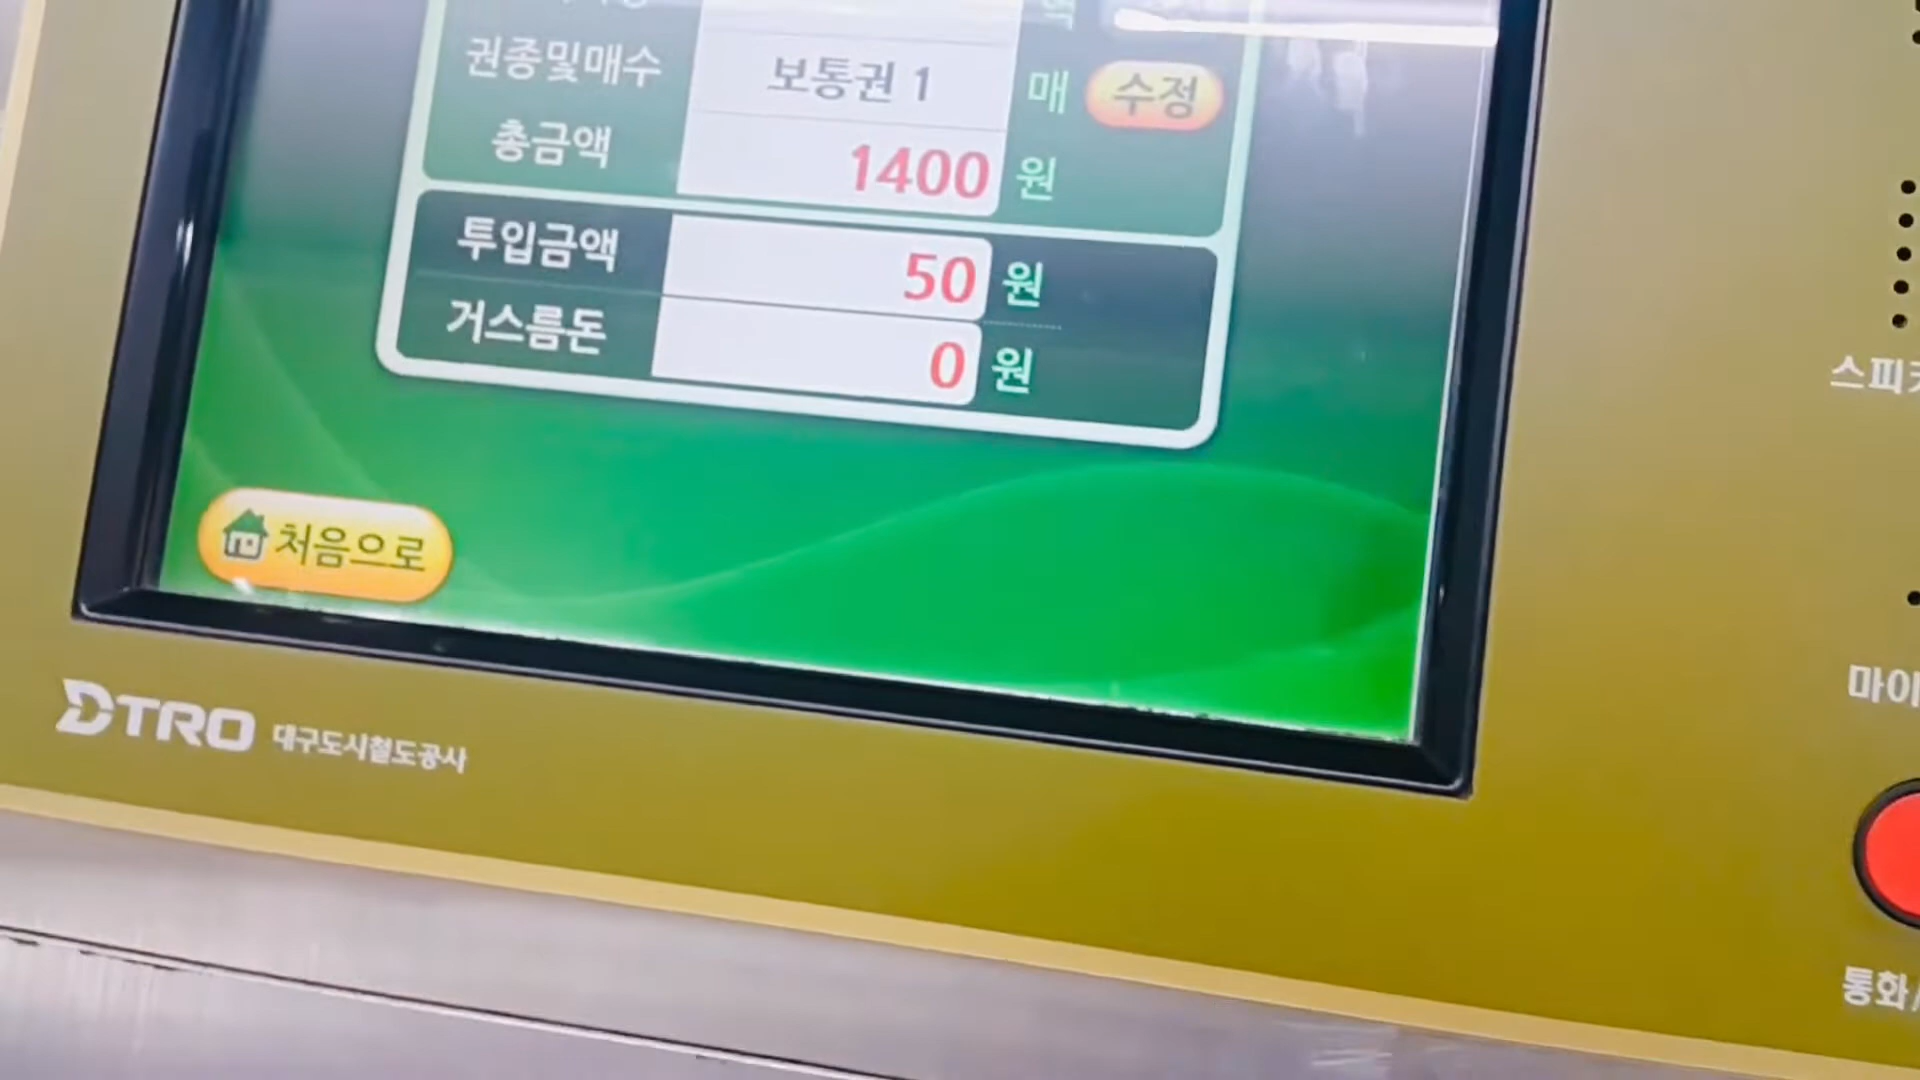 권종및매수 보통권 1 매 수정
총금액 1400 원
투입금액 50 원
거스름돈 0 원
처음으로
DTRO 대구도시철도공사
스피
마이
통화/